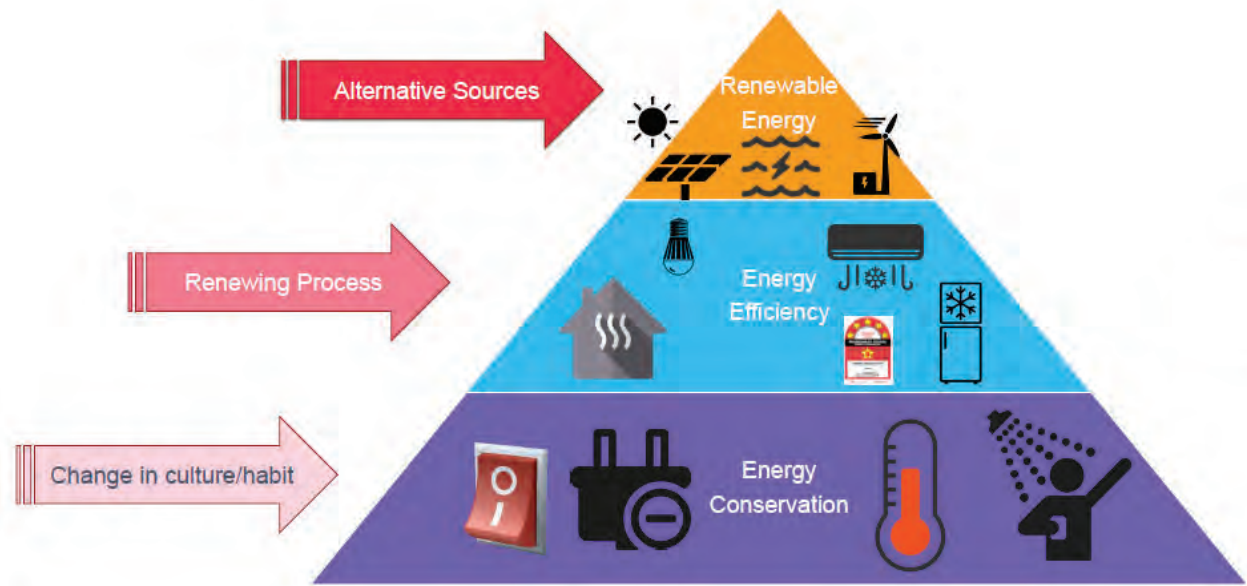 Alternative Sources
Renewable
Energy
Renewing Process
Energy
Efficiency
Change in culture/habit
Energy
Conservation